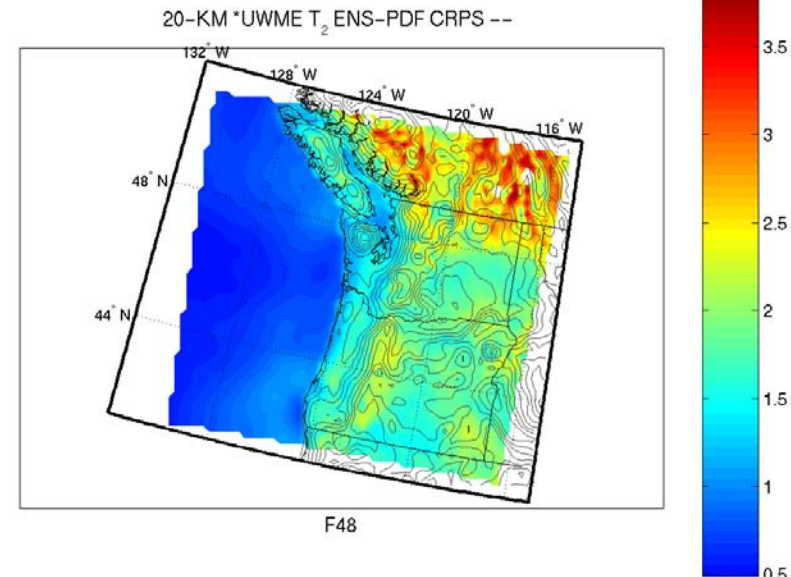 20-KM *UWME T2 ENS-PDF CRPS --
132° W
128° W
124° W
120° W
116° W
48° N
44° N
F48
3.5
3
2.5
2
1.5
1
0.5